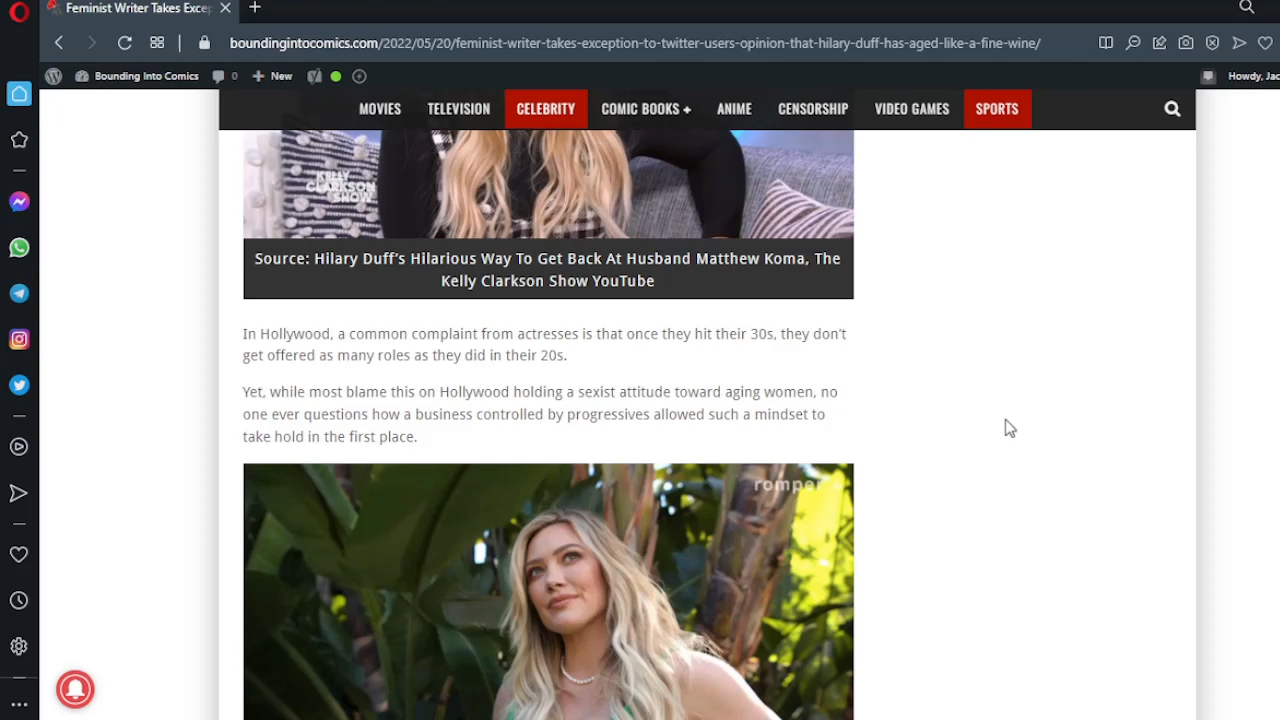 Feminist Writer Takes Exce
boundingintocomics.com/2022/05/20/feminist-writer-takes-exception-to-twitter-users-opinion-that-hilary-duff-has-aged-like-a-fine-wine/
Bounding Into Comics 0 New Howdy, Jac
MOVIES TELEVISION CELEBRITY COMIC BOOKS + ANIME CENSORSHIP VIDEO GAMES SPORTS
KELLY
CLARKSON
SHOW
Source: Hilary Duff's Hilarious Way To Get Back At Husband Matthew Koma, The
Kelly Clarkson Show YouTube
In Hollywood, a common complaint from actresses is that once they hit their 30s, they don't
get offered as many roles as they did in their 20s.
Yet, while most blame this on Hollywood holding a sexist attitude toward aging women, no
one ever questions how a business controlled by progressives allowed such a mindset to
take hold in the first place.
romper